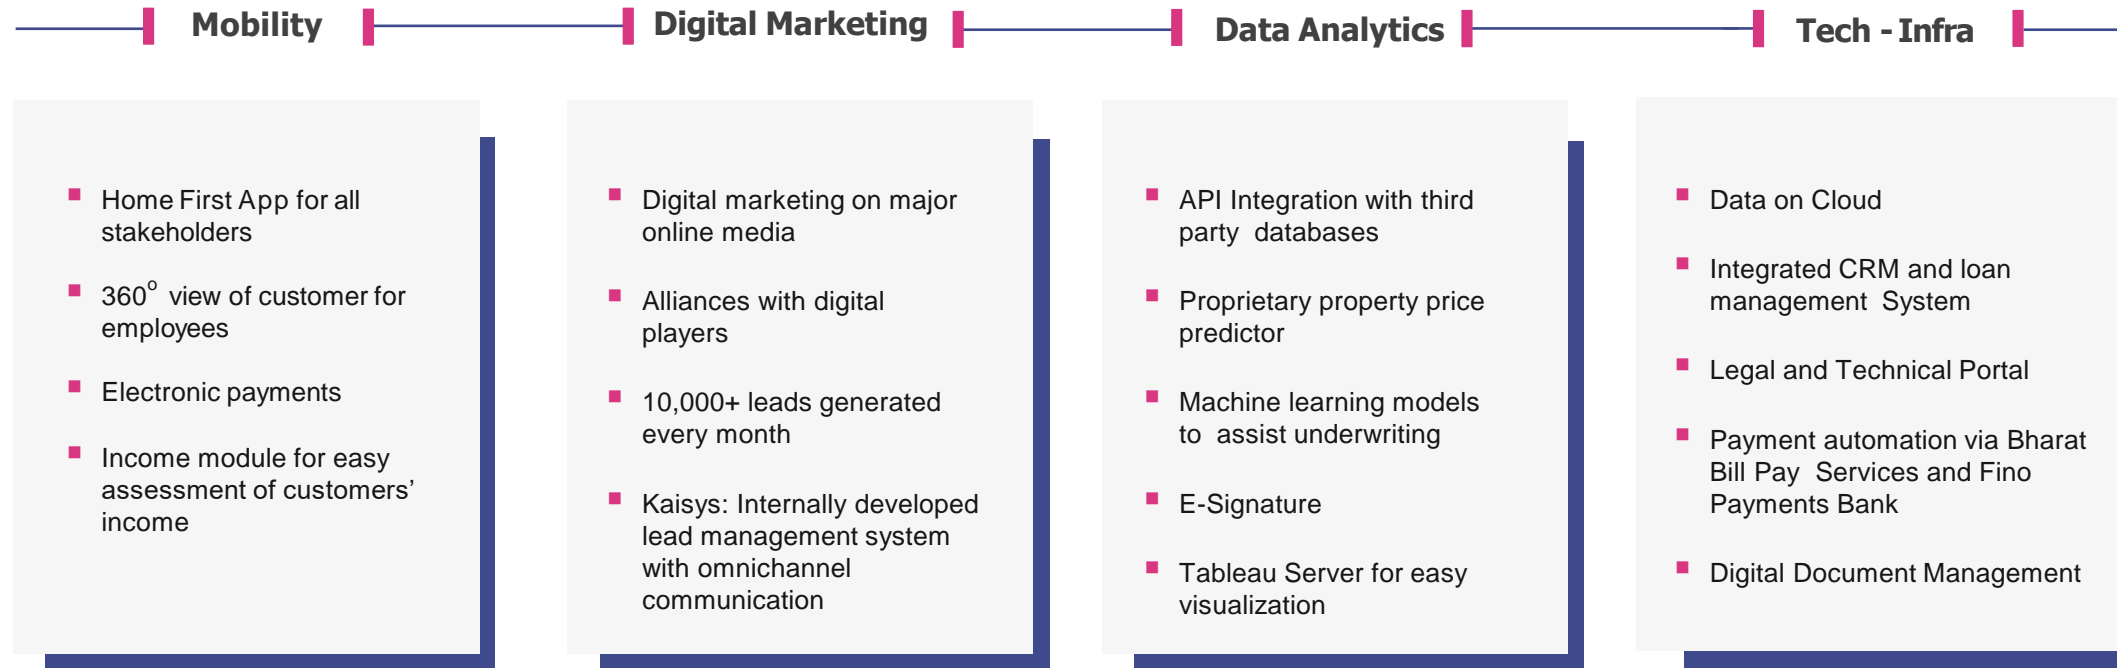 Mobility
Digital Marketing
Data Analytics
Tech - Infra
Home First App for all
stakeholders
360° view of customer for
employees
Electronic payments
Income module for easy
assessment of customers’
income
Digital marketing on major
online media
Alliances with digital
players
10,000+ leads generated
every month
Kaisys: Internally developed
lead management system
with omnichannel
communication
API Integration with third
party databases
Proprietary property price
predictor
Machine learning models
to assist underwriting
E-Signature
Tableau Server for easy
visualization
Data on Cloud
Integrated CRM and loan
management System
Legal and Technical Portal
Payment automation via Bharat
Bill Pay Services and Fino
Payments Bank
Digital Document Management